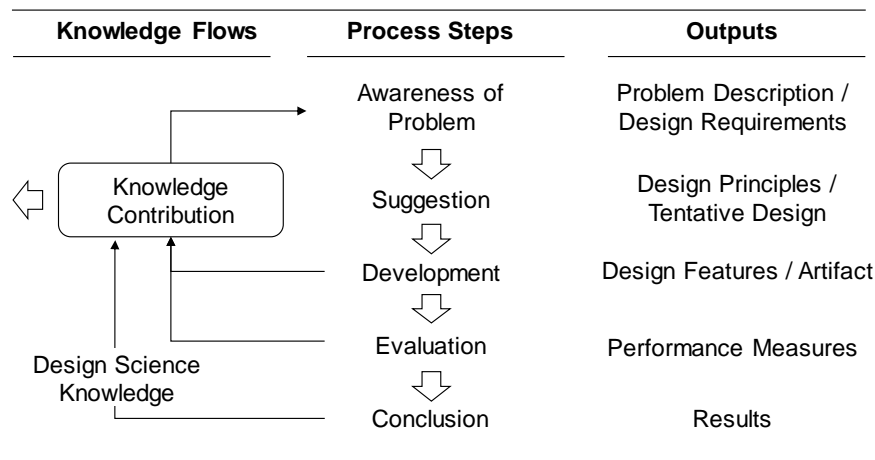 Knowledge Flows
Process Steps
Outputs
Awareness of
Problem
Problem Description /
Design Requirements
Knowledge
Contribution
Suggestion
Design Principles /
Tentative Design
Development
Design Features / Artifact
Evaluation
Performance Measures
Design Science
Knowledge
Conclusion
Results